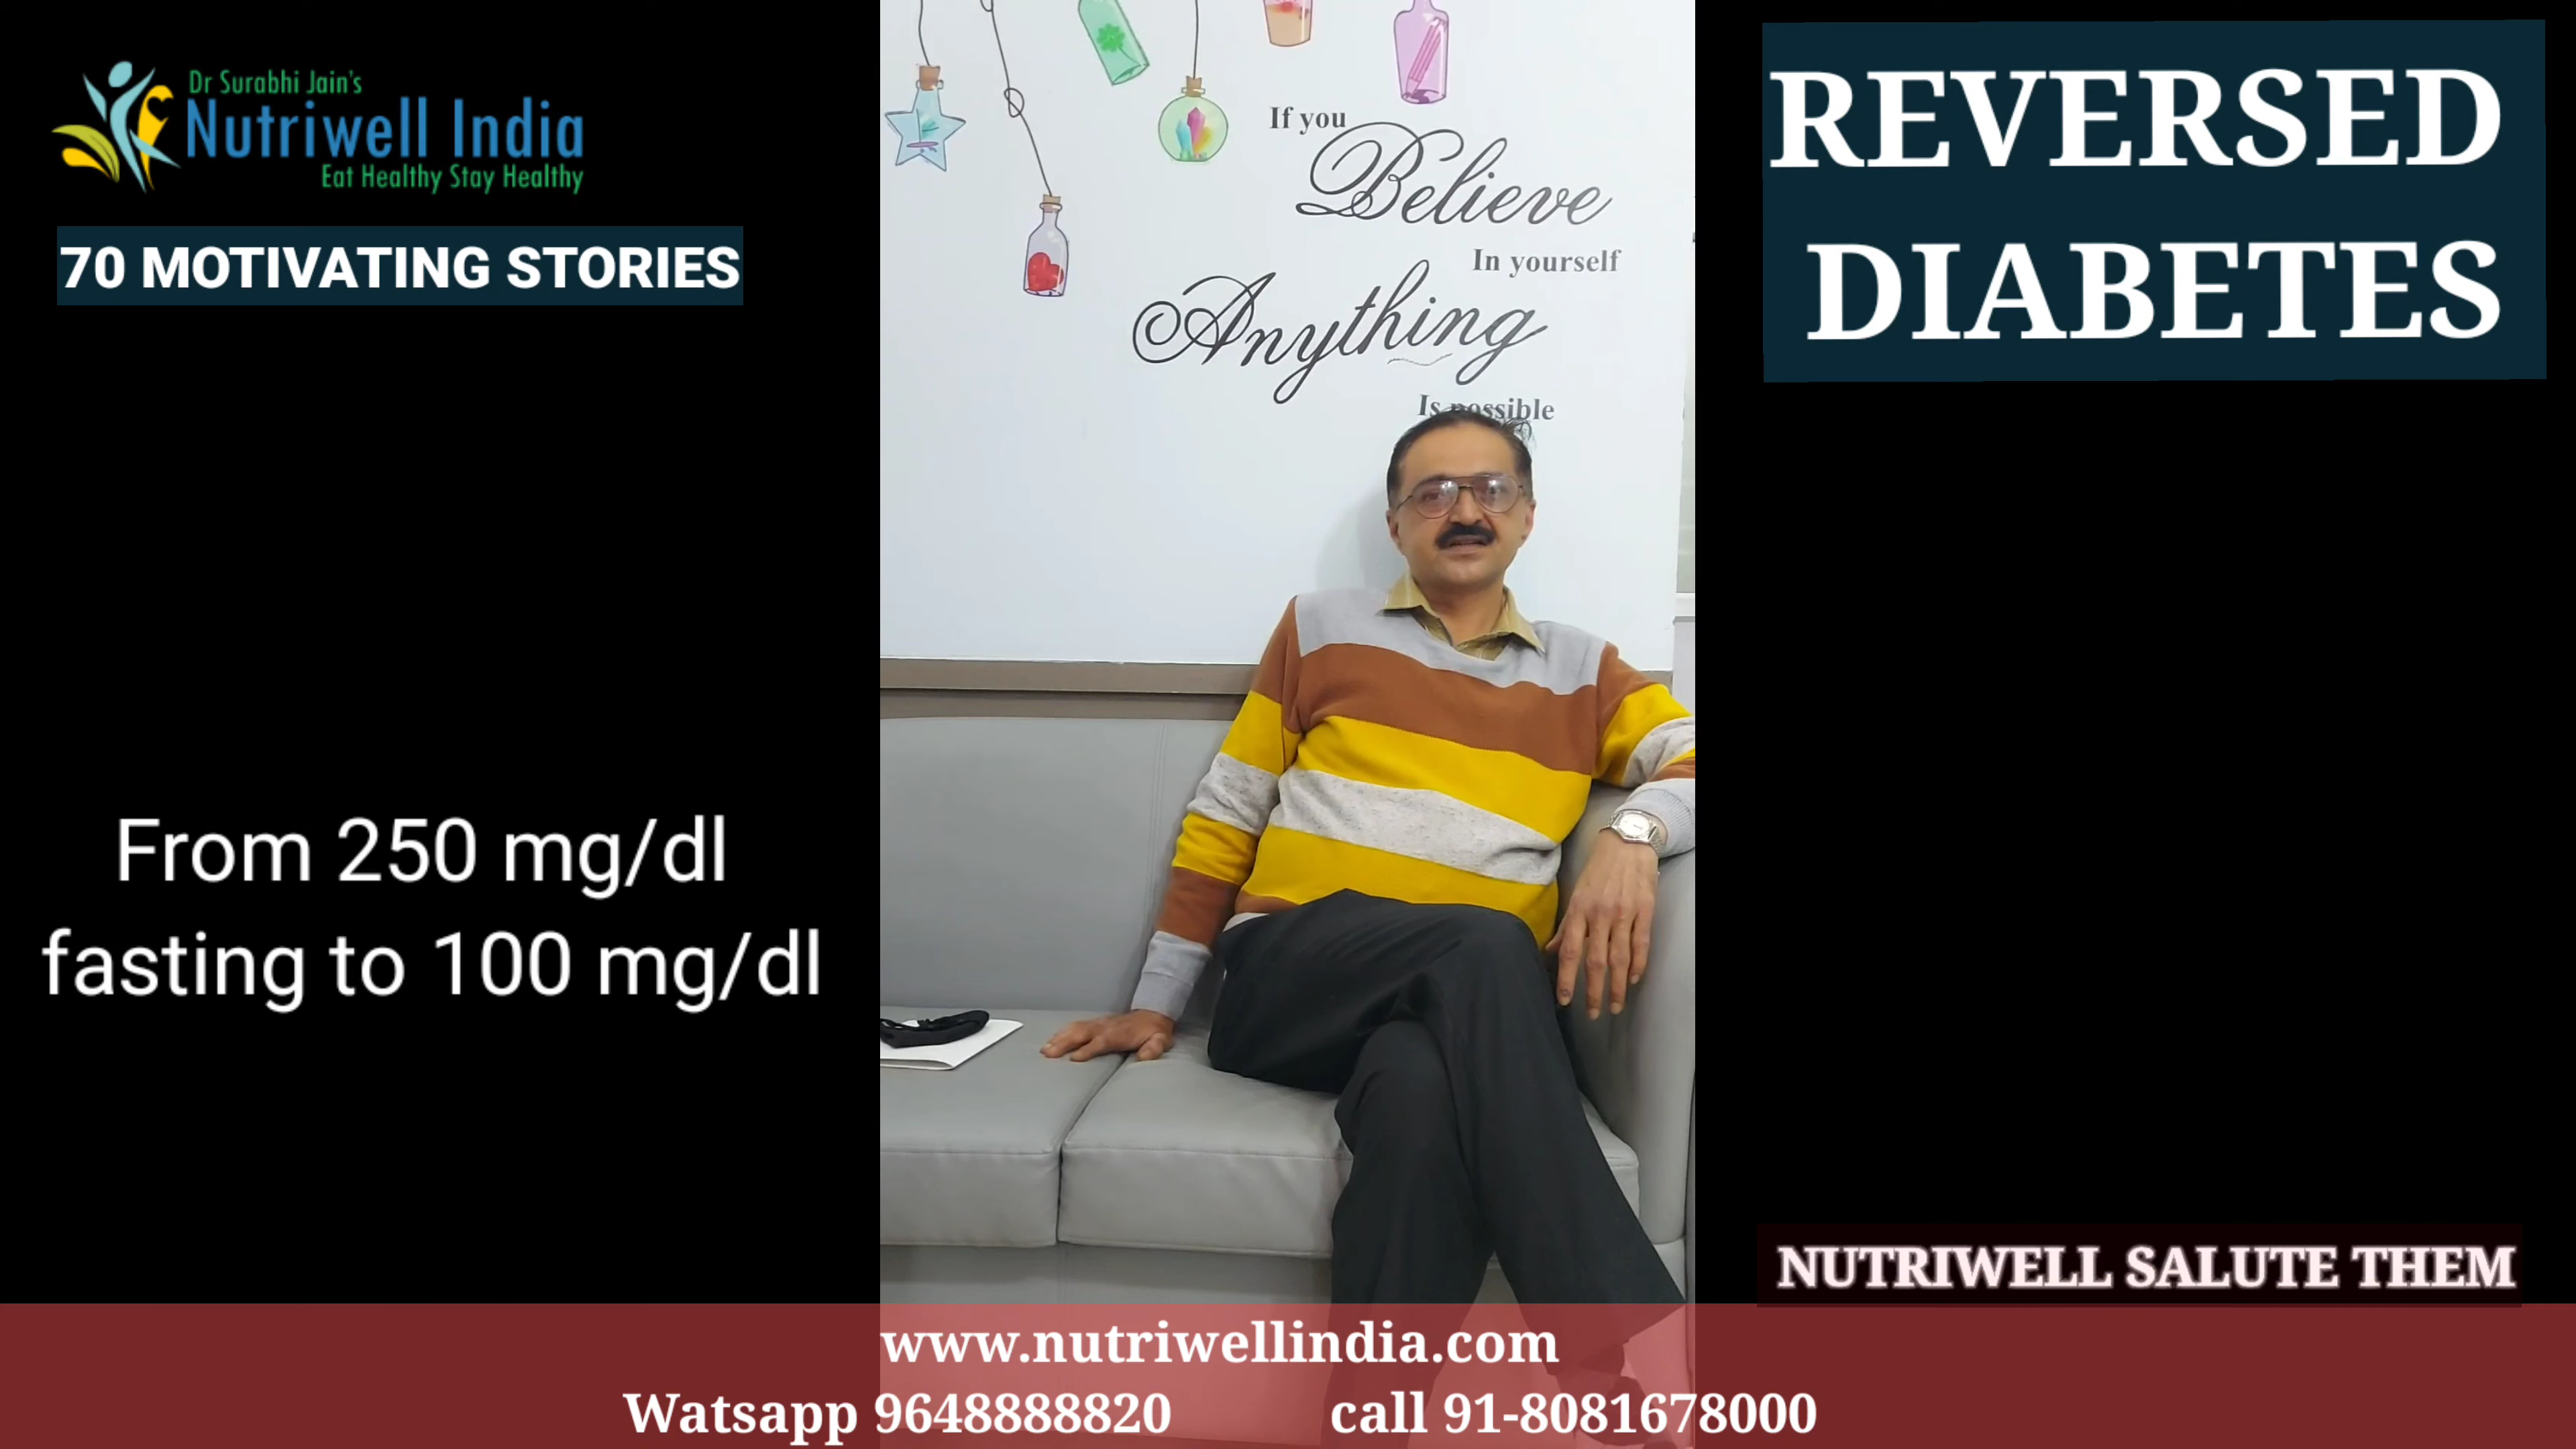 Dr Surabhi Jain's
Nutriwell India
Eat Healthy Stay Healthy
70 MOTIVATING STORIES
If you
Believe
In yourself
Anything
Is possible
REVERSED
DIABETES
From 250 mg/dl
fasting to 100 mg/dl
NUTRIWELL SALUTE THEM
www.nutriwellindia.com
Watsapp 9648888820 call 91-8081678000